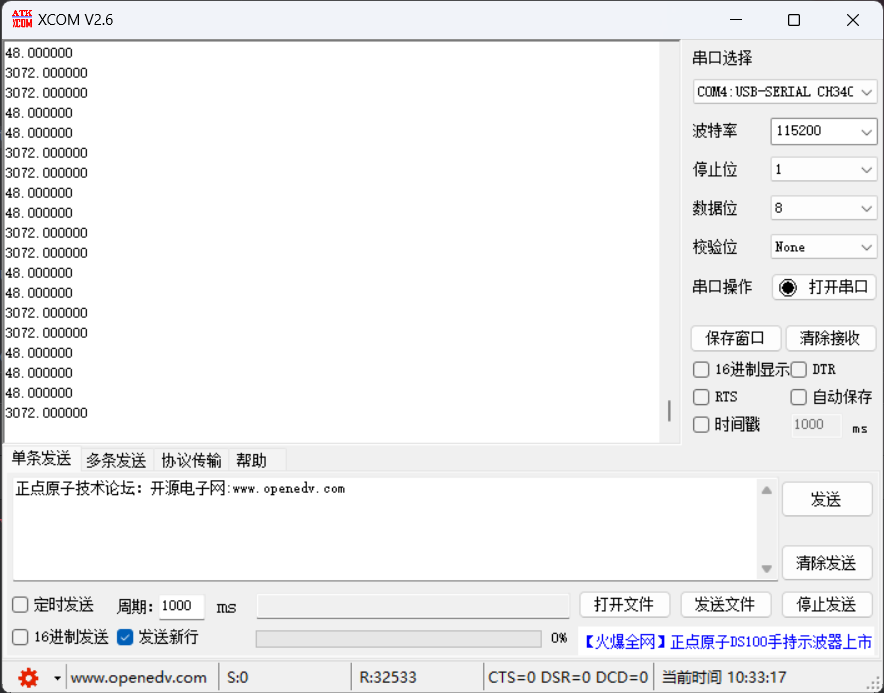 ATK XCOM XCOM V2.6
48.000000
3072.000000
3072.000000
48.000000
48.000000
3072.000000
3072.000000
48.000000
48.000000
3072.000000
3072.000000
48.000000
48.000000
3072.000000
3072.000000
48.000000
48.000000
48.000000
3072.000000
串口选择
COM4:USB-SERIAL CH340
波特率 115200
停止位 1
数据位 8
校验位 None
串口操作 打开串口
保存窗口 清除接收
16进制显示 DTR
RTS 自动保存
时间戳 1000 ms
单条发送 多条发送 协议传输 帮助
正点原子技术论坛：开源电子网:www.openedv.com
发送
清除发送
定时发送 周期: 1000 ms 打开文件 发送文件 停止发送
16进制发送 发送新行 0% 【火爆全网】正点原子DS100手持示波器上市
www.openedv.com S:0 R:32533 CTS=0 DSR=0 DCD=0 当前时间 10:33:17